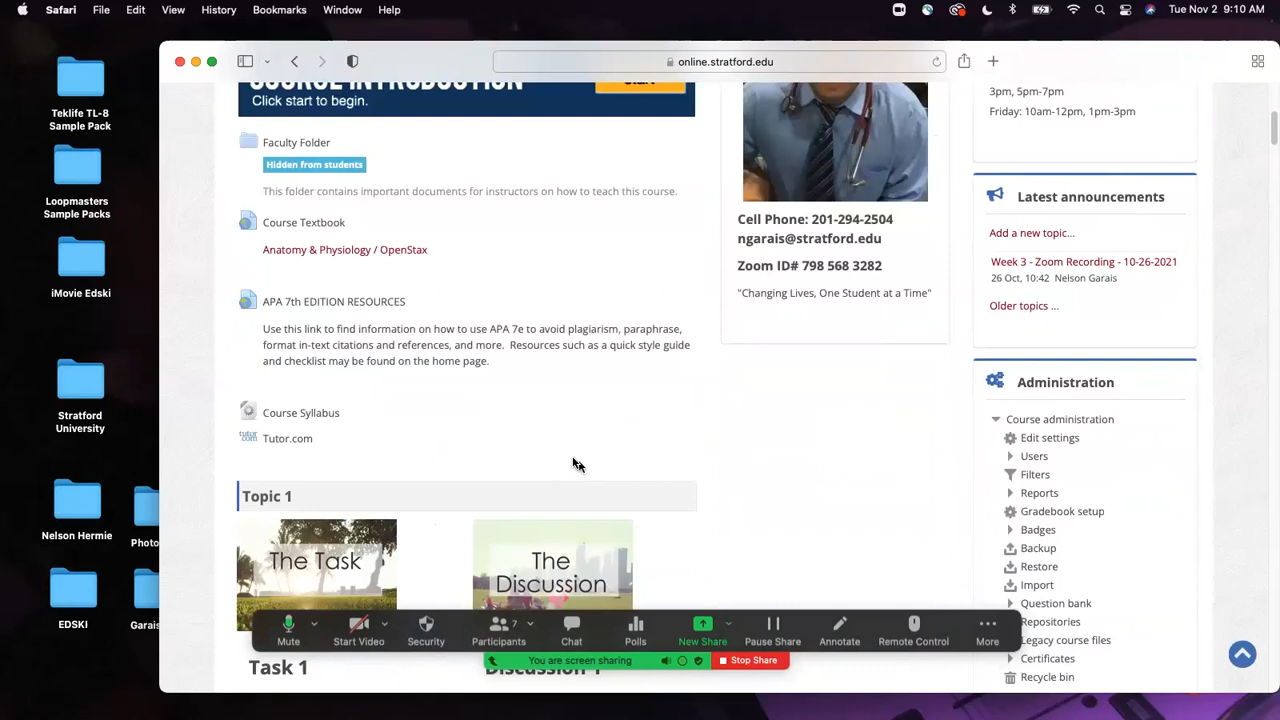 Safari File Edit View History Bookmarks Window Help
Tue Nov 2 9:10 AM
online.stratford.edu
Teklife TL-8
Sample Pack
Loopmasters
Sample Packs
iMovie Edski
Stratford
University
Nelson Hermie
Photo
EDSKI
Garais
COURSE INTRODUCTION
Click start to begin.
Start
Faculty Folder
Hidden from students
This folder contains important documents for instructors on how to teach this course.
Course Textbook
Anatomy & Physiology / OpenStax
APA 7th EDITION RESOURCES
Use this link to find information on how to use APA 7e to avoid plagiarism, paraphrase,
format in-text citations and references, and more. Resources such as a quick style guide
and checklist may be found on the home page.
Course Syllabus
tutor
com
Tutor.com
Topic 1
The Task
The
Discussion
Task 1
Discussion 1
Cell Phone: 201-294-2504
ngarais@stratford.edu
Zoom ID# 798 568 3282
"Changing Lives, One Student at a Time"
3pm, 5pm-7pm
Friday: 10am-12pm, 1pm-3pm
Latest announcements
Add a new topic...
Week 3 - Zoom Recording - 10-26-2021
26 Oct, 10:42 Nelson Garais
Older topics ...
Administration
Course administration
Edit settings
Users
Filters
Reports
Gradebook setup
Badges
Backup
Restore
Import
Question bank
Repositories
Legacy course files
Certificates
Recycle bin
Mute
Start Video
Security
Participants
7
Chat
Polls
New Share
Pause Share
Annotate
Remote Control
More
You are screen sharing
Stop Share